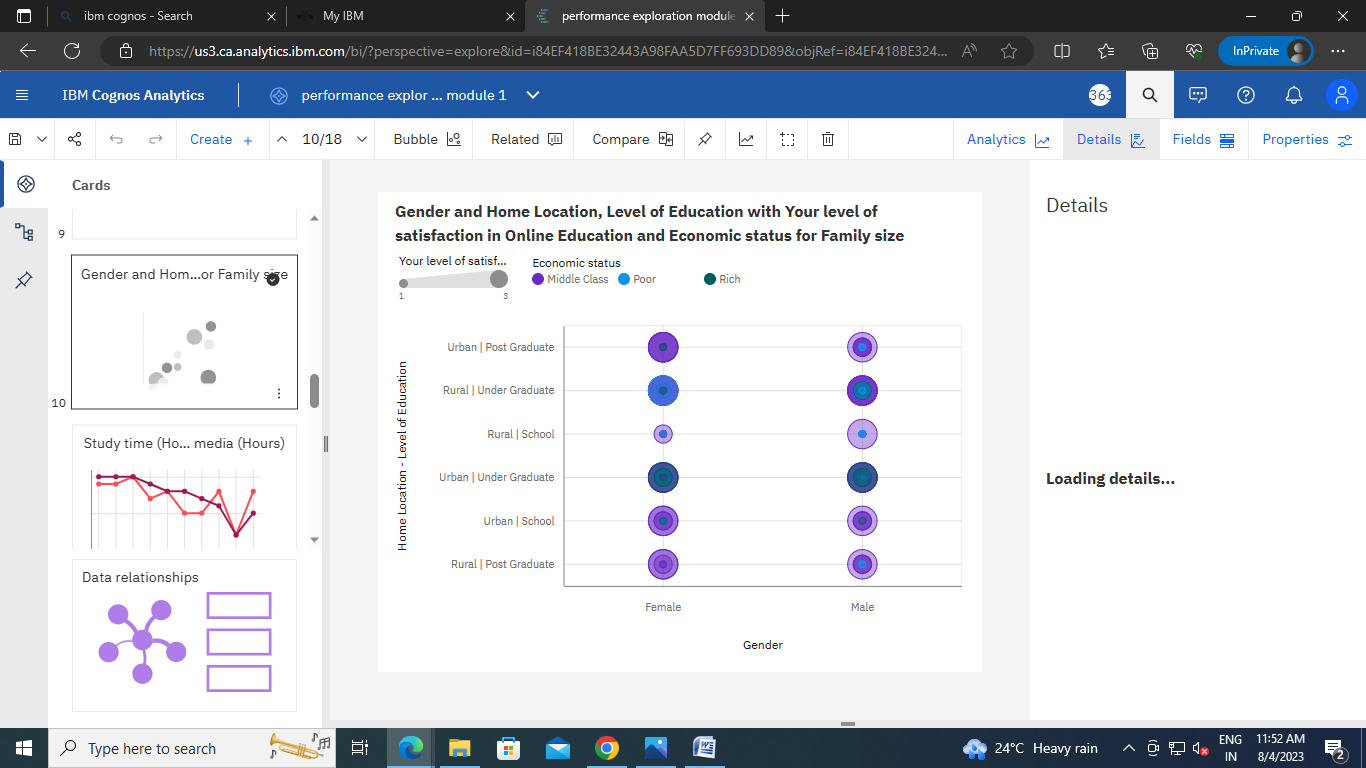 ibm cognos - Search
My IBM
performance exploration module
https://us3.ca.analytics.ibm.com/bi/?perspective=explore&id=i84EF418BE32443A98FAA5D7FF693DD89&objRef=i84EF418BE324...
InPrivate
IBM Cognos Analytics
performance explor ... module 1
363
Create +
10/18
Bubble
Related
Compare
Analytics
Details
Fields
Properties
Cards
9
Gender and Hom...or Family size
10
Study time (Ho... media (Hours)
Data relationships
Gender and Home Location, Level of Education with Your level of
satisfaction in Online Education and Economic status for Family size
Your level of satisf...
1 3
Economic status
Middle Class Poor Rich
Home Location - Level of Education
Urban | Post Graduate
Rural | Under Graduate
Rural | School
Urban | Under Graduate
Urban | School
Rural | Post Graduate
Female Male
Gender
Details
Loading details...
Type here to search
24°C Heavy rain
ENG
IN
11:52 AM
8/4/2023
2